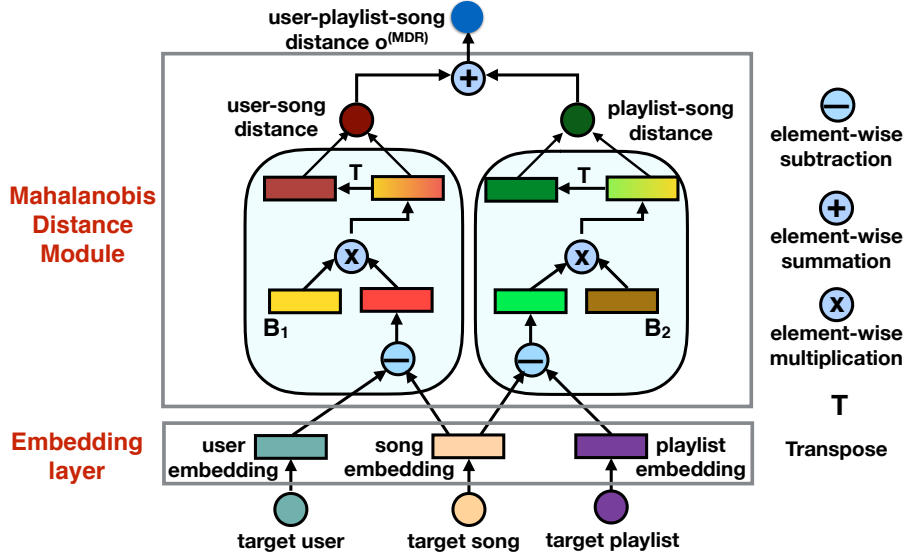 user-playlist-song
distance o(MDR)
+
user-song
distance
playlist-song
distance
T
T
x
x
B1
B2
—
—
Mahalanobis
Distance
Module
Embedding
layer
user
embedding
song
embedding
playlist
embedding
target user
target song
target playlist
—
element-wise
subtraction
+
element-wise
summation
x
element-wise
multiplication
T
Transpose